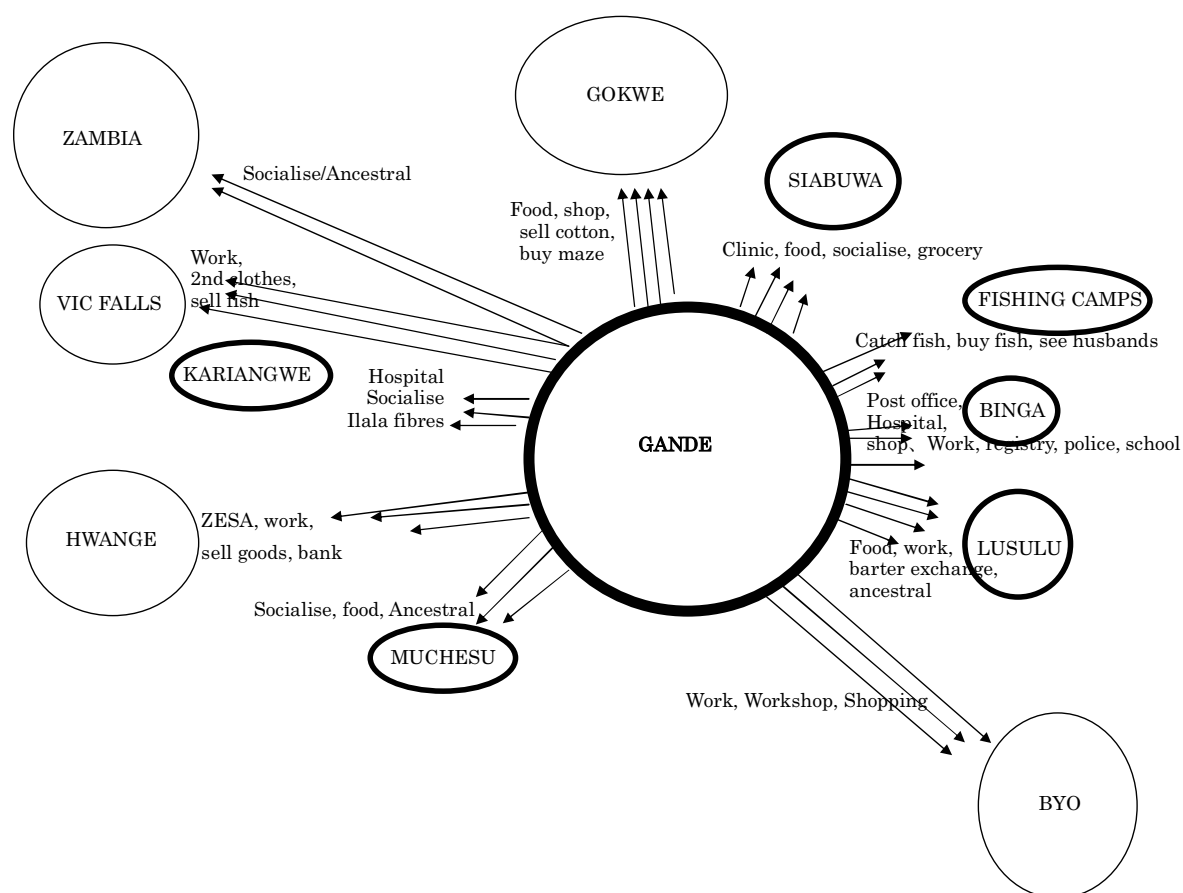 GOKWE
ZAMBIA
SIABUWA
Socialise/Ancestral
Food, shop,
sell cotton,
buy maze
Clinic, food, socialise, grocery
Work,
2nd clothes,
sell fish
VIC FALLS
FISHING CAMPS
Catch fish, buy fish, see husbands
KARIANGWE
Hospital
Socialise
Ilala fibres
Post office,
Hospital,
shop、Work, registry, police, school
BINGA
GANDE
HWANGE
ZESA, work,
sell goods, bank
Food, work,
barter exchange,
ancestral
LUSULU
Socialise, food, Ancestral
MUCHESU
Work, Workshop, Shopping
BYO